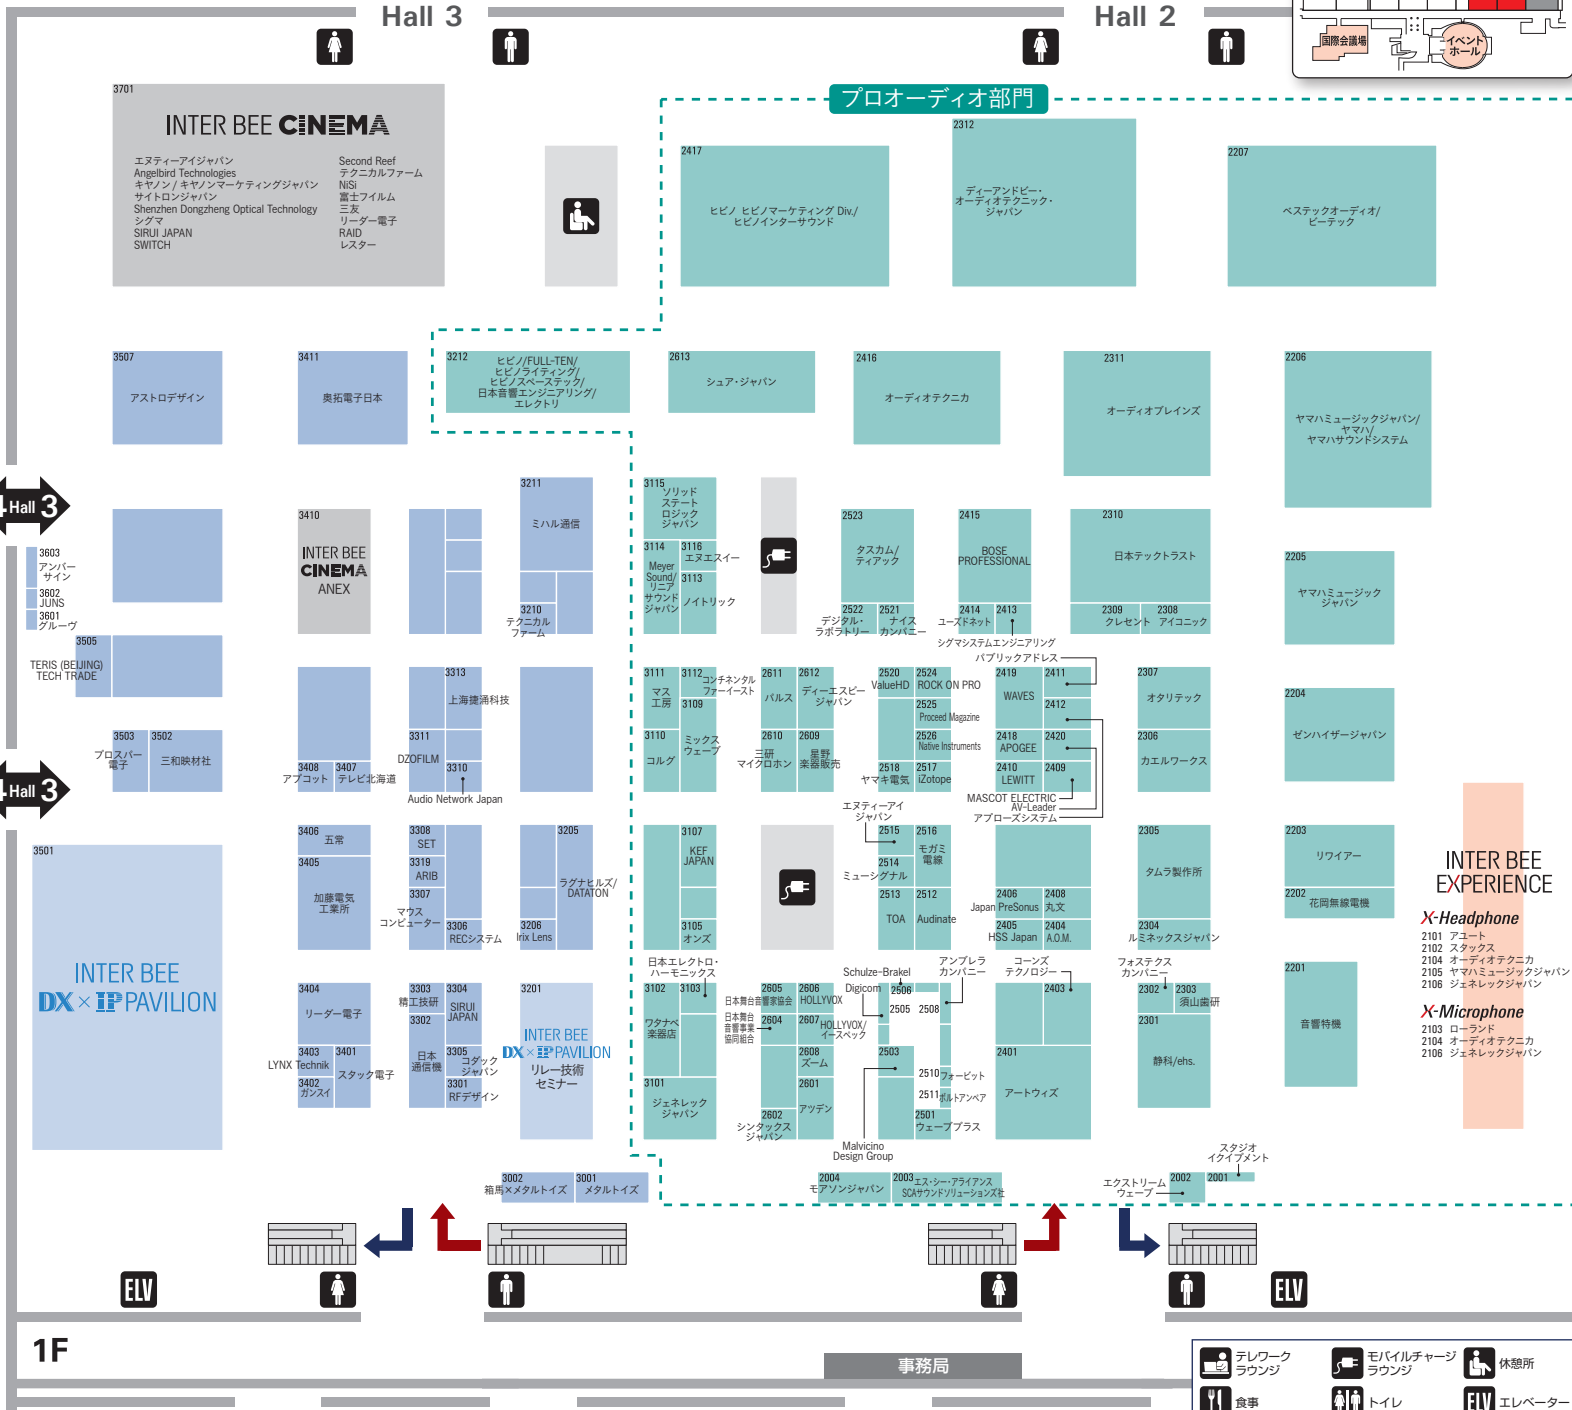 Hall 3
Hall 2
国際会議場
イベント
ホール
プロオーディオ部門
3701
INTER BEE CINEMA
エヌティーアイジャパン
Angelbird Technologies
キヤノン / キヤノンマーケティングジャパン
サイトロンジャパン
Shenzhen Dongzheng Optical Technology
シグマ
SIRUI JAPAN
SWITCH
Second Reef
テクニカルファーム
NiSi
富士フイルム
三友
リーダー電子
RAID
レスター
2417
ヒビノ ヒビノマーケティング Div./
ヒビノインターサウンド
2312
ディーアンドビー・
オーディオテクニック・
ジャパン
2207
ベステックオーディオ/
ビーテック
3507
アストロデザイン
3411
奥拓電子日本
3212
ヒビノ/FULL-TEN/
ヒビノライティング/
ヒビノスペーステック/
日本音響エンジニアリング/
エレクトリ
2613
シュア・ジャパン
2416
オーディオテクニカ
2311
オーディオブレインズ
2206
ヤマハミュージックジャパン/
ヤマハ/
ヤマハサウンドシステム
4 Hall 3
3603
アンバー
サイン
3602
JUNS
3601
グルーヴ
3410
INTER BEE
CINEMA
ANEX
3211
ミハル通信
3210
テクニカル
ファーム
3115
ソリッド
ステート
ロジック
ジャパン
3114
Meyer
Sound/
リニア
サウンド
ジャパン
3116
エヌエスイー
3113
ノイトリック
2523
タスカム/
ティアック
2522
デジタル・
ラボラトリー
2521
ナイス
カンパニー
2415
BOSE
PROFESSIONAL
2414
ユーズドネット
2413
シグマシステムエンジニアリング
2310
日本テックトラスト
2309
クレセント
2308
アイコニック
2205
ヤマハミュージック
ジャパン
3505
TERIS (BEIJING)
TECH TRADE
3503
プロスパー
電子
3502
三和映材社
3408
アプコット
3407
テレビ北海道
3313
上海捷涌科技
3311
DZOFILM
3310
Audio Network Japan
3111
マス
工房
3112
コンチネンタル
ファーイースト
3109
ミックス
ウェーブ
3110
コルグ
2611
パルス
2612
ディーエスピー
ジャパン
2610
三研
マイクロホン
2609
星野
楽器販売
2520
ValueHD
2524
ROCK ON PRO
2525
Proceed Magazine
2526
Native Instruments
2518
ヤマキ電気
2517
iZotope
パブリックアドレス
2419
WAVES
2411
2412
2418
APOGEE
2420
2410
LEWITT
2409
MASCOT ELECTRIC
AV-Leader
アプローズシステム
2307
オタリテック
2306
カエルワークス
2204
ゼンハイザージャパン
4 Hall 3
3501
INTER BEE
DX × IP PAVILION
3406
五常
3405
加藤電気
工業所
3308
SET
3319
ARIB
3307
マウス
コンピューター
3306
RECシステム
3205
ラグナヒルズ/
DATATON
3206
Irix Lens
3107
KEF
JAPAN
3105
オンズ
エヌティーアイ
ジャパン
2515
2516
モガミ
電線
2514
ミュージグナル
2513
TOA
2512
Audinate
2406
Japan PreSonus
2408
丸文
2405
HSS Japan
2404
A.O.M.
2305
タムラ製作所
2304
ルミネックスジャパン
2203
リワイアー
2202
花岡無線電機
INTER BEE
EXPERIENCE
X-Headphone
2101 アユート
2102 スタックス
2104 オーディオテクニカ
2105 ヤマハミュージックジャパン
2106 ジェネレックジャパン
X-Microphone
2103 ローランド
2104 オーディオテクニカ
2106 ジェネレックジャパン
3404
リーダー電子
3403
LYNX Technik
3401
スタック電子
3402
ガンスイ
3303
精工技研
3304
SIRUI
JAPAN
3302
日本
通信機
3305
コダック
ジャパン
3301
RFデザイン
3201
INTER BEE
DX × IP PAVILION
リレー技術
セミナー
日本エレクトロ・
ハーモニックス
3102
ワタナベ
楽器店
3103
3101
ジェネレック
ジャパン
2605
日本舞台音響家協会
2606
HOLLYVOX
2604
日本舞台
音響事業
協同組合
2607
HOLLYVOX/
イースペック
2608
ズーム
2601
アツデン
2602
シンタックス
ジャパン
Schulze-Brakel
Digicom
2506
2505
アンブレラ
カンパニー
2508
2503
2510
フォービット
2511
ボルトアンペア
2501
ウェーブプラス
Malvicino
Design Group
コーンズ
テクノロジー
2403
2401
アートウィズ
フォステクス
カンパニー
2302
2303
須山歯研
2301
静科/ehs.
2201
音響特機
3002
箱馬×メタルトイズ
3001
メタルトイズ
2004
モアソンジャパン
2003
エス・シー・アライアンス
SCAサウンドソリューションズ社
エクストリーム
ウェーブ
2002
スタジオ
イクイプメント
2001
ELV
ELV
1F
事務局
テレワーク
ラウンジ
モバイルチャージ
ラウンジ
休憩所
食事
トイレ
ELV エレベーター